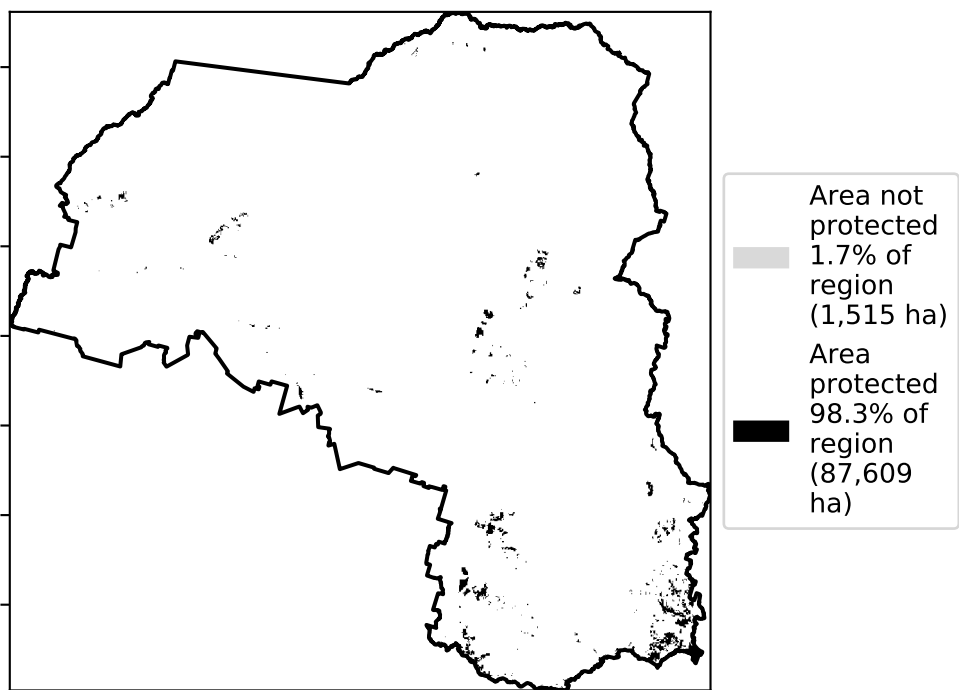 Area not
protected
1.7% of
region
(1,515 ha)
Area
protected
98.3% of
region
(87,609
ha)